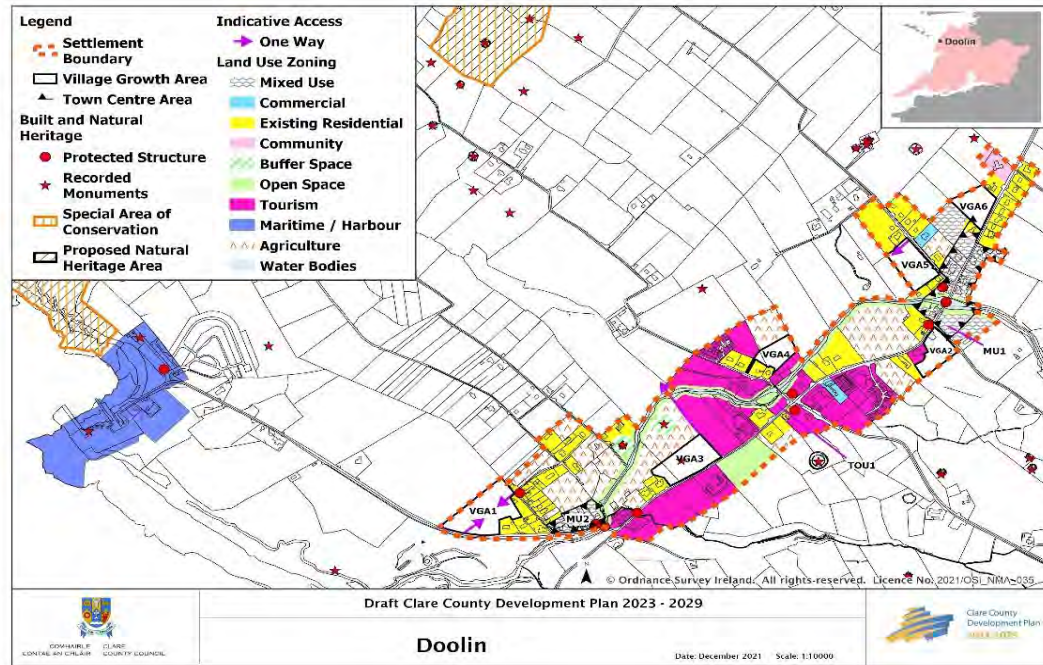 Legend
Settlement
Boundary
Village Growth Area
Town Centre Area
Built and Natural
Heritage
Protected Structure
Recorded
Monuments
Special Area of
Conservation
Proposed Natural
Heritage Area
Indicative Access
One Way
Land Use Zoning
Mixed Use
Commercial
Existing Residential
Community
Buffer Space
Open Space
Tourism
Maritime / Harbour
Agriculture
Water Bodies
Doolin
VGA6
VGA5
VGA2
MU1
VGA4
TOU1
VGA3
VGA1
MU2
© Ordnance Survey Ireland. All rights reserved. Licence No. 2021/OSI_NMA_035
COMHAIRLE CONTAE AN CHLÁIR
CLARE COUNTY COUNCIL
Draft Clare County Development Plan 2023 - 2029
Doolin
Date: December 2021 Scale: 1:10000
Clare County
Development Plan